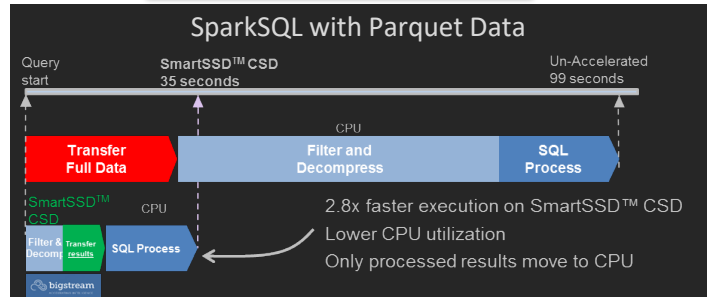 SparkSQL with Parquet Data
Query
start
SmartSSD™ CSD
35 seconds
Un-Accelerated
99 seconds
CPU
Transfer
Full Data
Filter and
Decompress
SQL
Process
SmartSSD™
CSD
CPU
Filter &
Decomp
Transfer
results
SQL Process
2.8x faster execution on SmartSSD™ CSD
Lower CPU utilization
Only processed results move to CPU
bigstream